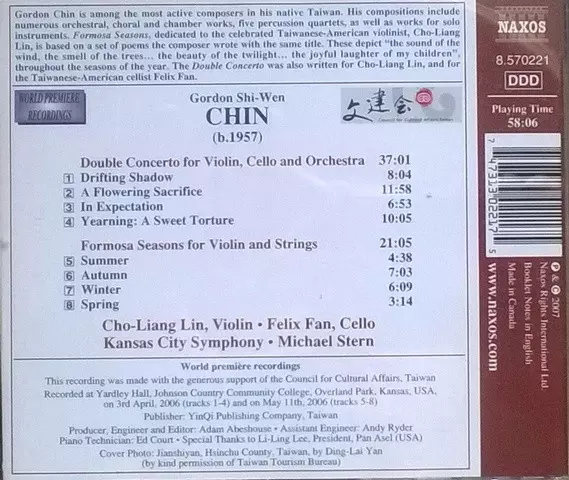 Gordon Chin is among the most active composers in his native Taiwan. His compositions include
numerous orchestral, choral and chamber works, five percussion quartets, as well as works for solo
instruments. Formosa Seasons, dedicated to the celebrated Taiwanese-American violinist, Cho-Liang
Lin, is based on a set of poems the composer wrote with the same title. These depict "the sound of the
wind, the smell of the trees... the beauty of the twilight... the joyful laughter of my children",
throughout the seasons of the year. The Double Concerto was also written for Cho-Liang Lin, and for
the Taiwanese-American cellist Felix Fan.
WORLD PREMIERE
RECORDINGS
Gordon Shi-Wen
CHIN
(b.1957)
文建會
Council for Cultural Affairs, Taiwan
Double Concerto for Violin, Cello and Orchestra 37:01
1 Drifting Shadow 8:04
2 A Flowering Sacrifice 11:58
3 In Expectation 6:53
4 Yearning: A Sweet Torture 10:05
Formosa Seasons for Violin and Strings 21:05
5 Summer 4:38
6 Autumn 7:03
7 Winter 6:09
8 Spring 3:14
Cho-Liang Lin, Violin • Felix Fan, Cello
Kansas City Symphony • Michael Stern
World première recordings
This recording was made with the generous support of the Council for Cultural Affairs, Taiwan
Recorded at Yardley Hall, Johnson Country Community College, Overland Park, Kansas, USA,
on 3rd April, 2006 (tracks 1-4) and on May 11th, 2006 (tracks 5-8)
Publisher: YinQi Publishing Company, Taiwan
Producer, Engineer and Editor: Adam Abeshouse • Assistant Engineer: Andy Ryder
Piano Technician: Ed Court • Special Thanks to Li-Ling Lee, President, Pan Asel (USA)
Cover Photo: Jianshiyan, Hsinchu County, Taiwan, by Ding-Lai Yan
(by kind permission of Taiwan Tourism Bureau)
NAXOS
8.570221
DDD
Playing Time
58:06
7 47313 02217 5
℗ & © 2007
Naxos Rights International Ltd.
Booklet Notes in English
Made in Canada
www.naxos.com